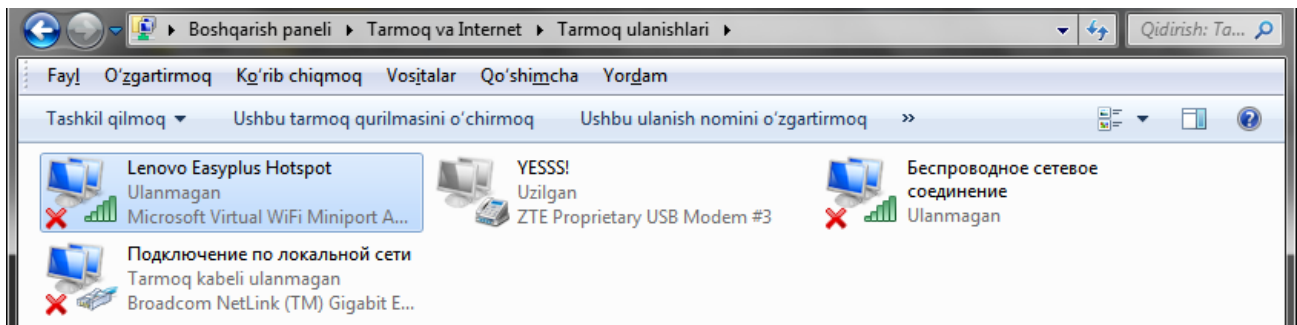 Boshqarish paneli Tarmoq va Internet Tarmoq ulanishlari Qidirish: Ta...
Fayl O‘zgartirmoq Ko‘rib chiqmoq Vositalar Qo‘shimcha Yordam
Tashkil qilmoq Ushbu tarmoq qurilmasini o‘chirmoq Ushbu ulanish nomini o‘zgartirmoq »
Lenovo Easyplus Hotspot
Ulanmagan
Microsoft Virtual WiFi Miniport A...
YESSS!
Uzilgan
ZTE Proprietary USB Modem #3
Беспроводное сетевое
соединение
Ulanmagan
Подключение по локальной сети
Tarmoq kabeli ulanmagan
Broadcom NetLink (TM) Gigabit E...